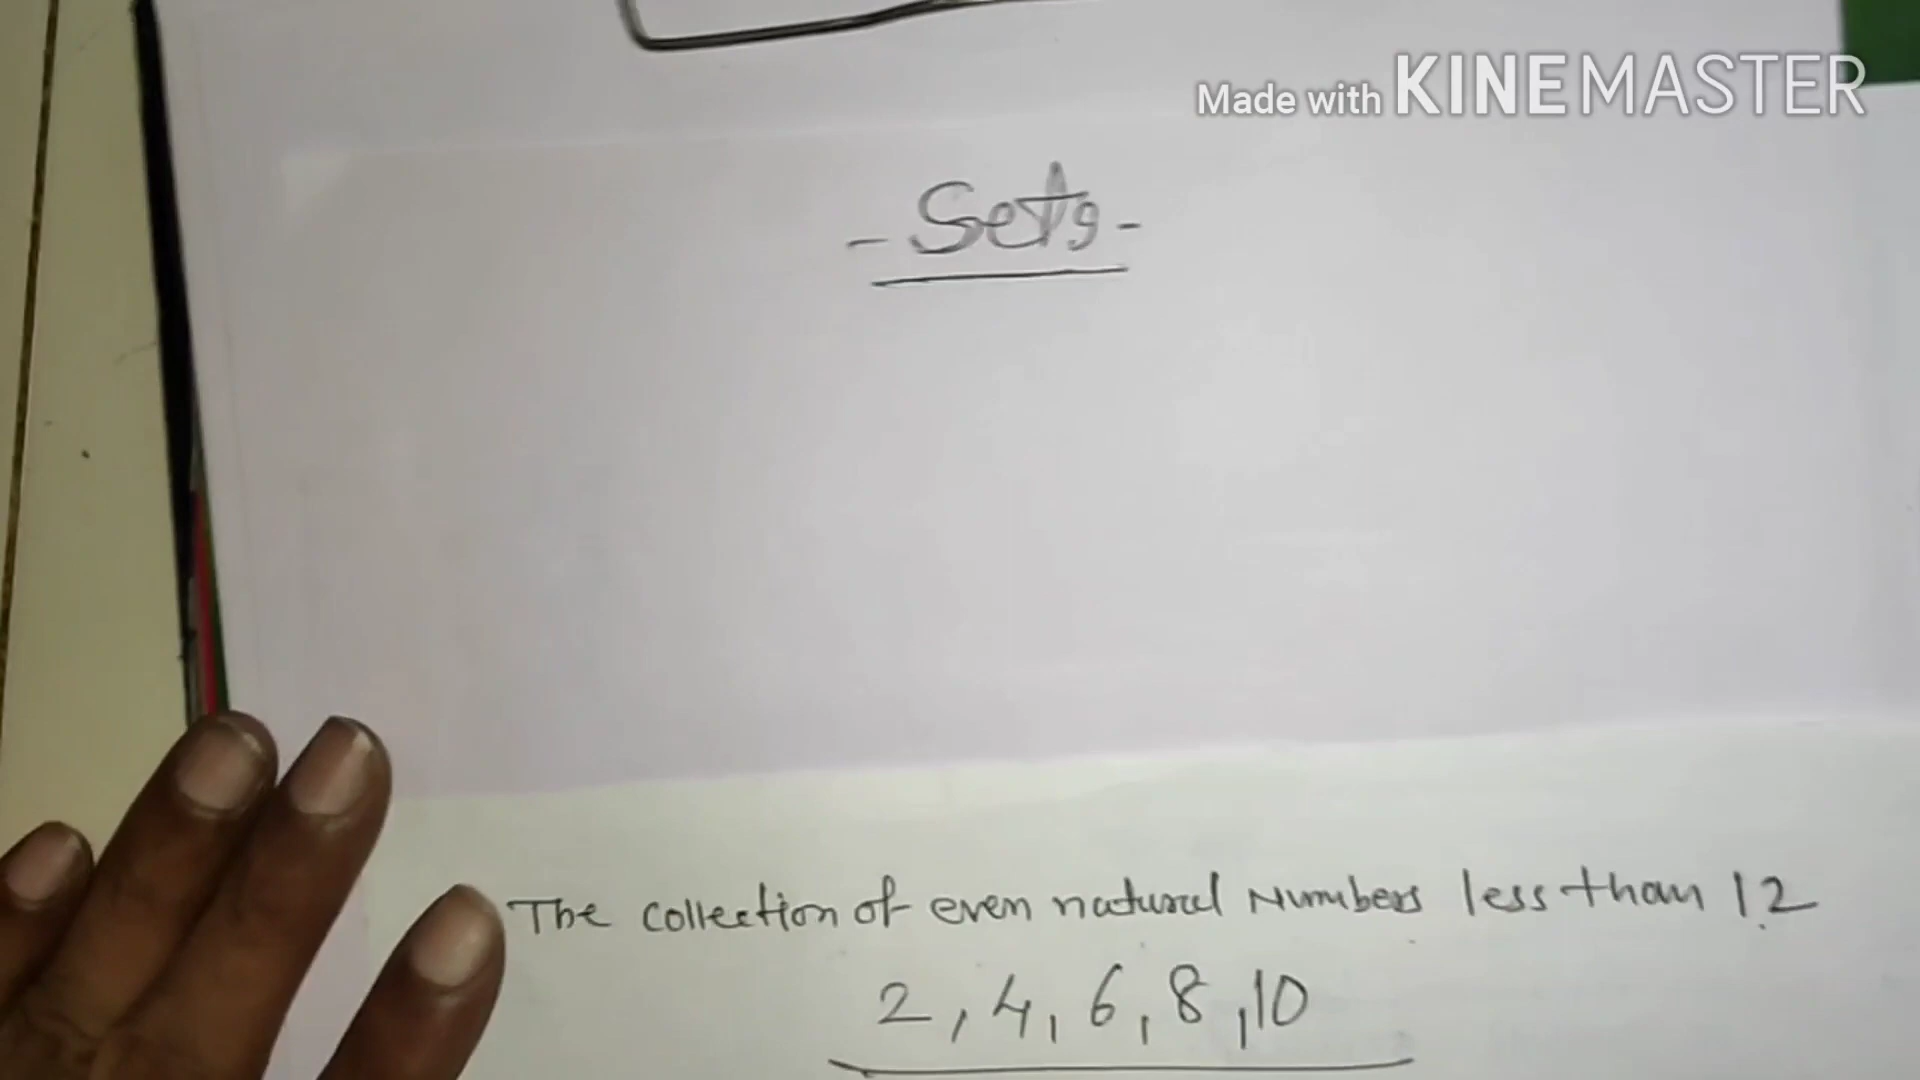 Made with KINEMASTER
- Sets -
The collection of even natural Numbers less than 12
2, 4, 6, 8, 10